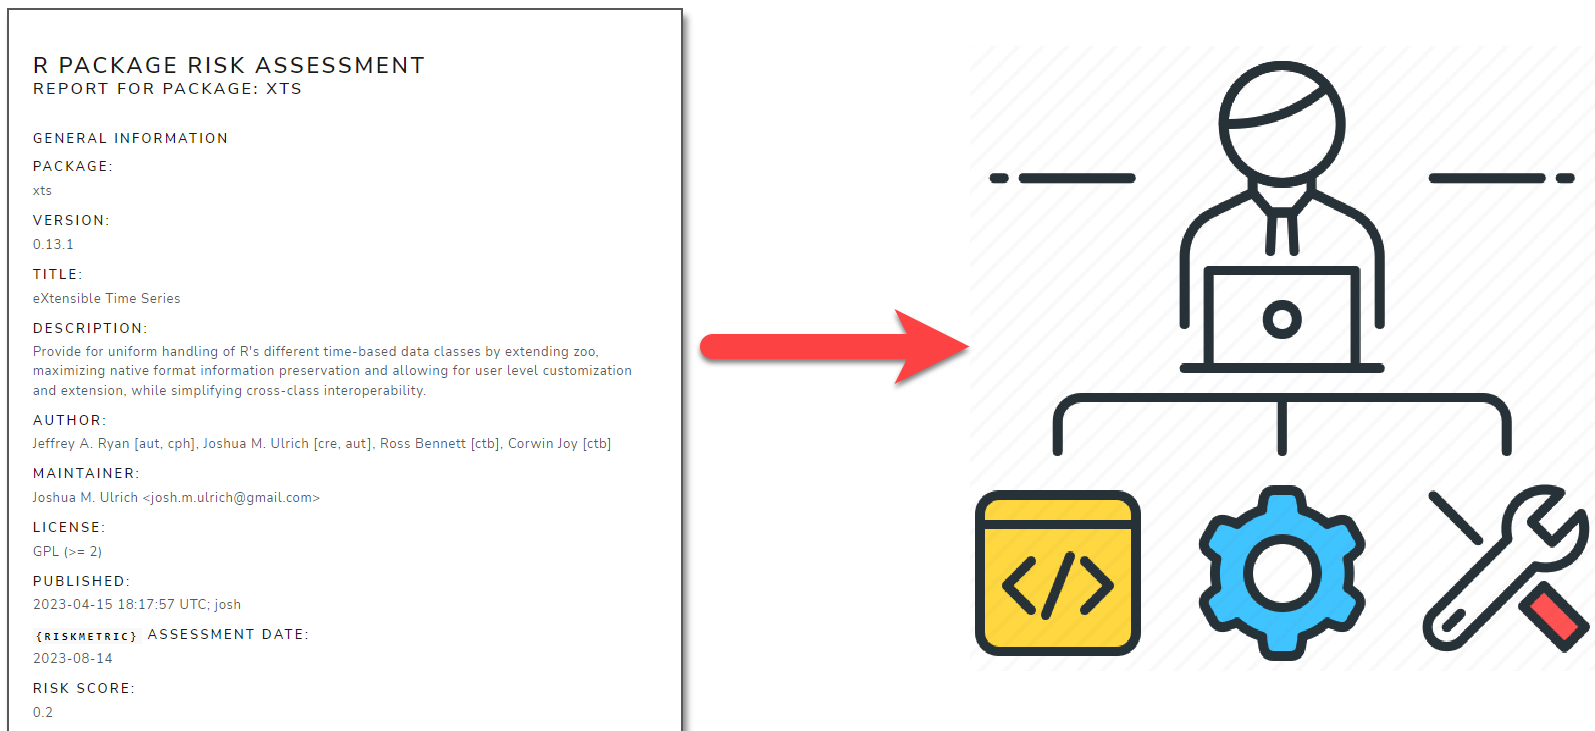 R PACKAGE RISK ASSESSMENT
REPORT FOR PACKAGE: XTS
GENERAL INFORMATION
PACKAGE:
xts
VERSION:
0.13.1
TITLE:
eXtensible Time Series
DESCRIPTION:
Provide for uniform handling of R's different time-based data classes by extending zoo,
maximizing native format information preservation and allowing for user level customization
and extension, while simplifying cross-class interoperability.
AUTHOR:
Jeffrey A. Ryan [aut, cph], Joshua M. Ulrich [cre, aut], Ross Bennett [ctb], Corwin Joy [ctb]
MAINTAINER:
Joshua M. Ulrich <josh.m.ulrich@gmail.com>
LICENSE:
GPL (>= 2)
PUBLISHED:
2023-04-15 18:17:57 UTC; josh
{RISKMETRIC} ASSESSMENT DATE:
2023-08-14
RISK SCORE:
0.2